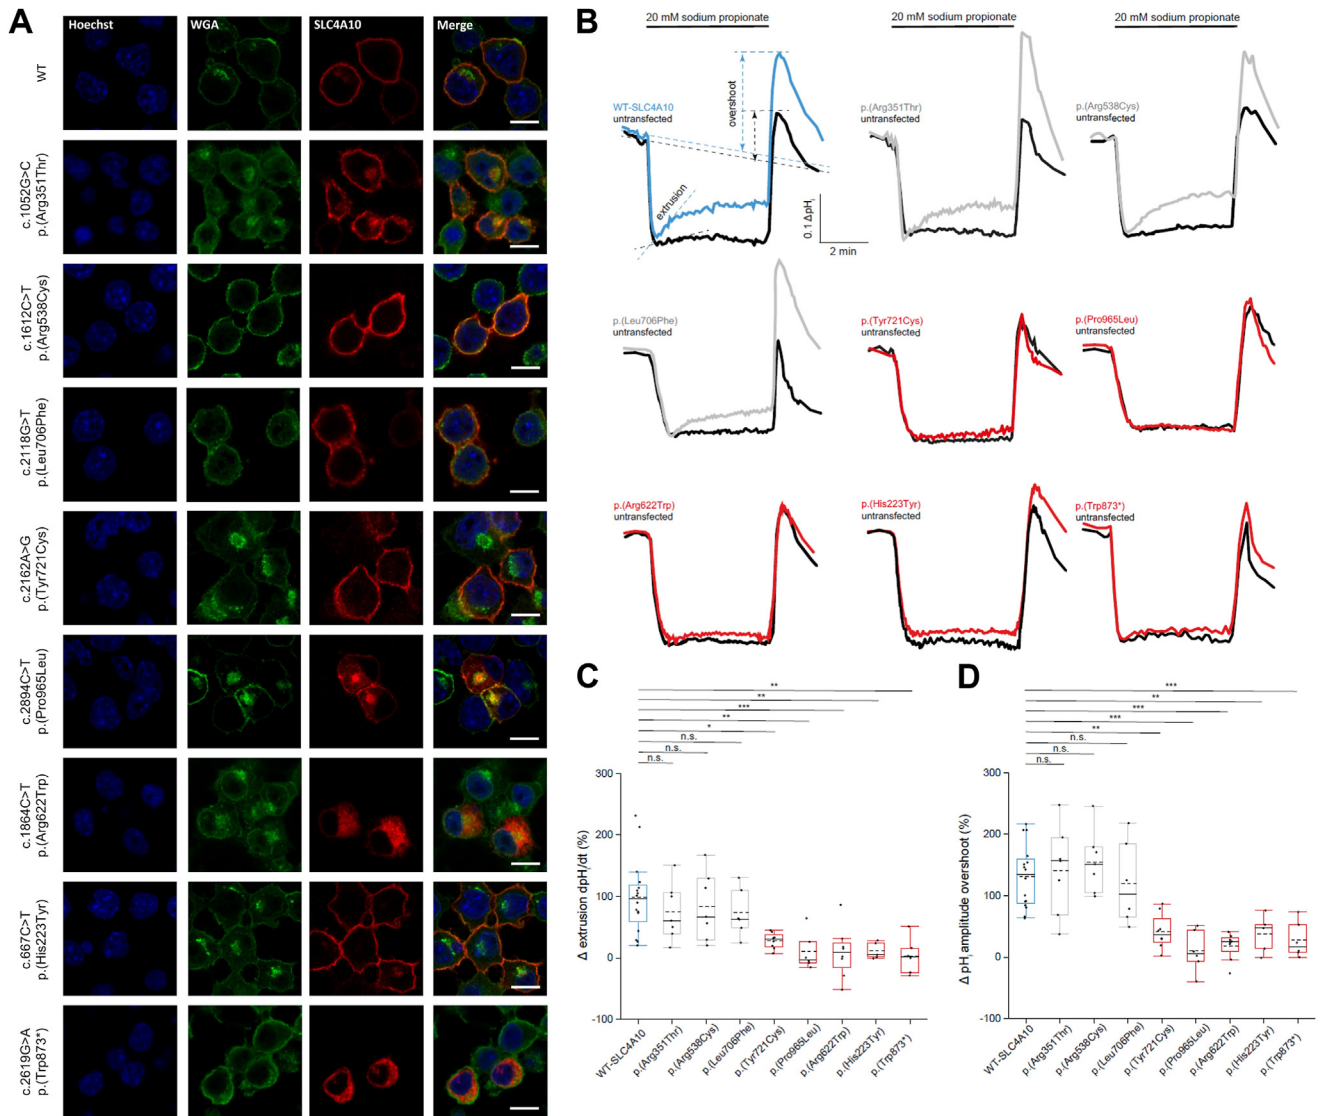 A
Hoechst
WGA
SLC4A10
Merge
WT
c.1052G>C
p.(Arg351Thr)
c.1612C>T
p.(Arg538Cys)
c.2118G>T
p.(Leu706Phe)
c.2162A>G
p.(Tyr721Cys)
c.2894C>T
p.(Pro965Leu)
c.1864C>T
p.(Arg622Trp)
c.667C>T
p.(His223Tyr)
c.2619G>A
p.(Trp873*)
B
20 mM sodium propionate
20 mM sodium propionate
20 mM sodium propionate
WT-SLC4A10
untransfected
overshoot
extrusion
0.1 ΔpHi
2 min
p.(Arg351Thr)
untransfected
p.(Arg538Cys)
untransfected
p.(Leu706Phe)
untransfected
p.(Tyr721Cys)
untransfected
p.(Pro965Leu)
untransfected
p.(Arg622Trp)
untransfected
p.(His223Tyr)
untransfected
p.(Trp873*)
untransfected
C
**
**
***
**
*
n.s.
n.s.
n.s.
Δ extrusion dpHi/dt (%)
300
200
100
0
-100
WT-SLC4A10
p.(Arg351Thr)
p.(Arg538Cys)
p.(Leu706Phe)
p.(Tyr721Cys)
p.(Pro965Leu)
p.(Arg622Trp)
p.(His223Tyr)
p.(Trp873*)
D
***
**
***
***
**
n.s.
n.s.
n.s.
Δ pHi amplitude overshoot (%)
300
200
100
0
-100
WT-SLC4A10
p.(Arg351Thr)
p.(Arg538Cys)
p.(Leu706Phe)
p.(Tyr721Cys)
p.(Pro965Leu)
p.(Arg622Trp)
p.(His223Tyr)
p.(Trp873*)